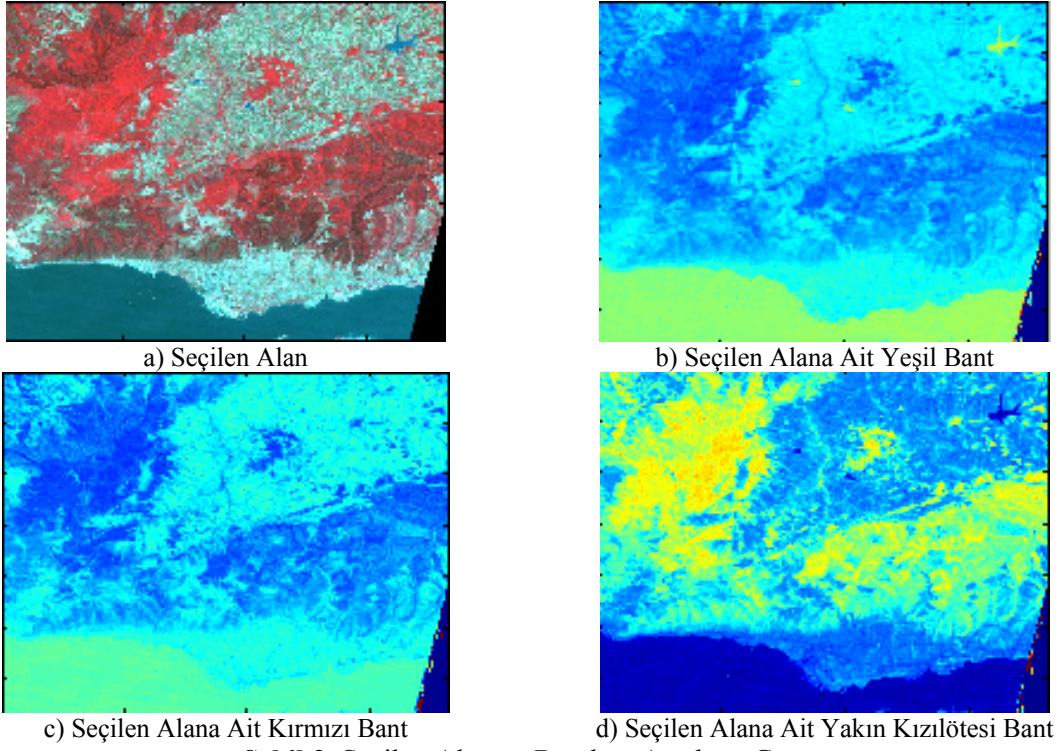 a) Seçilen Alan
b) Seçilen Alana Ait Yeşil Bant
c) Seçilen Alana Ait Kırmızı Bant
d) Seçilen Alana Ait Yakın Kızılötesi Bant